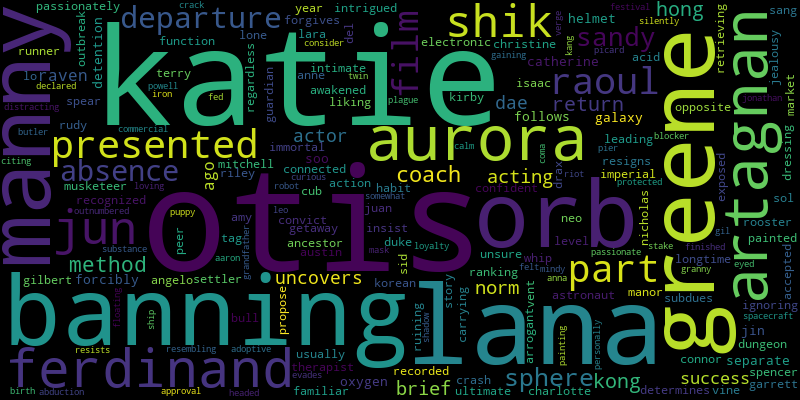 passionately
crack
year
intrigued
departure
shik
hong
outbreak
katie
forgives
lone
lara
del
film
helmet
verge
festival
silently
sang
runner
detention
function
electronic
christine
consider
kang
sandy
retrieving
jealousy
manny
lo
raven
terry
guardian
anne
intimate
twin
catherine
acid
gaining
picard
jonathan
market
declared
spear
iron
fed
regardless
awakened
liking
kirby
dae
raoul
isaac
powell
plague
return
galaxy
opposite
distracting
butler
rudy
commercial
immortal
actor
aurora
follows
leading
blocker
rooster
presented
mitchell
soo
calm
coma
riot
pier
imperial
citing
absence
ago
riley
connected
coach
acting
on
drax
resigns
protected
exposed
dressing
artagnan
greene
musketeer
loving
curious
action
robot
cub
habit
confident
nicholas
sol
recognized
puppy
leo
somewhat
convict
juan
neo
passionate
stake
gil
painted
outnumbered
amy
grandfather
otis
orb
jun
peer
substance
aaron
tag
getaway
insist
level
finished
longtime
eyed
ancestor
austin
mask
duke
loyalty
unsure
whip
felt
mindy
granny
accepted
method
gilbert
forcibly
angelo
settler
uncovers
sid
ranking
norm
part
anna
manor
subdues
ignoring
spacecraft
banning
lana
floating
ship
bull
propose
korean
story
carrying
ruining
shadow
arrogant
vent
astronaut
painting
personally
connor
jin
dungeon
separate
ferdinand
resists
resembling
adoptive
usually
therapist
recorded
crash
sphere
kong
success
spencer
birth
abduction
approval
headed
evades
familiar
oxygen
brief
ultimate
charlotte
determines
vine
garrett